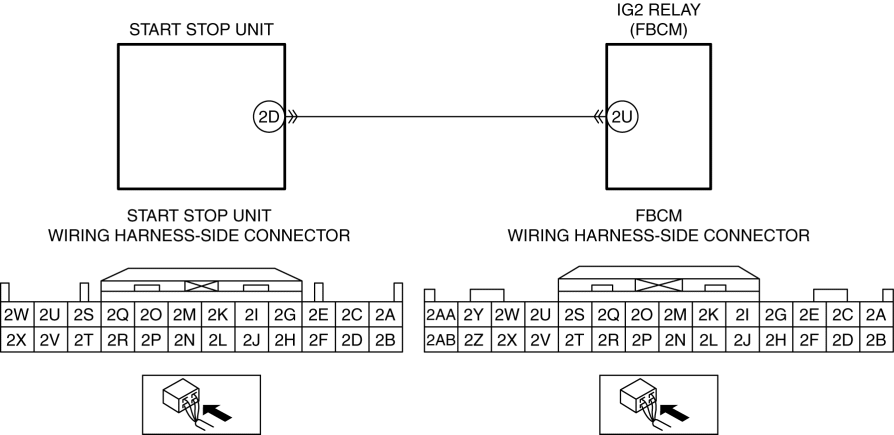 START STOP UNIT
IG2 RELAY
(FBCM)
2D
2U
START STOP UNIT
WIRING HARNESS-SIDE CONNECTOR
2W 2U 2S 2Q 2O 2M 2K 2I 2G 2E 2C 2A
2X 2V 2T 2R 2P 2N 2L 2J 2H 2F 2D 2B
FBCM
WIRING HARNESS-SIDE CONNECTOR
2AA 2Y 2W 2U 2S 2Q 2O 2M 2K 2I 2G 2E 2C 2A
2AB 2Z 2X 2V 2T 2R 2P 2N 2L 2J 2H 2F 2D 2B